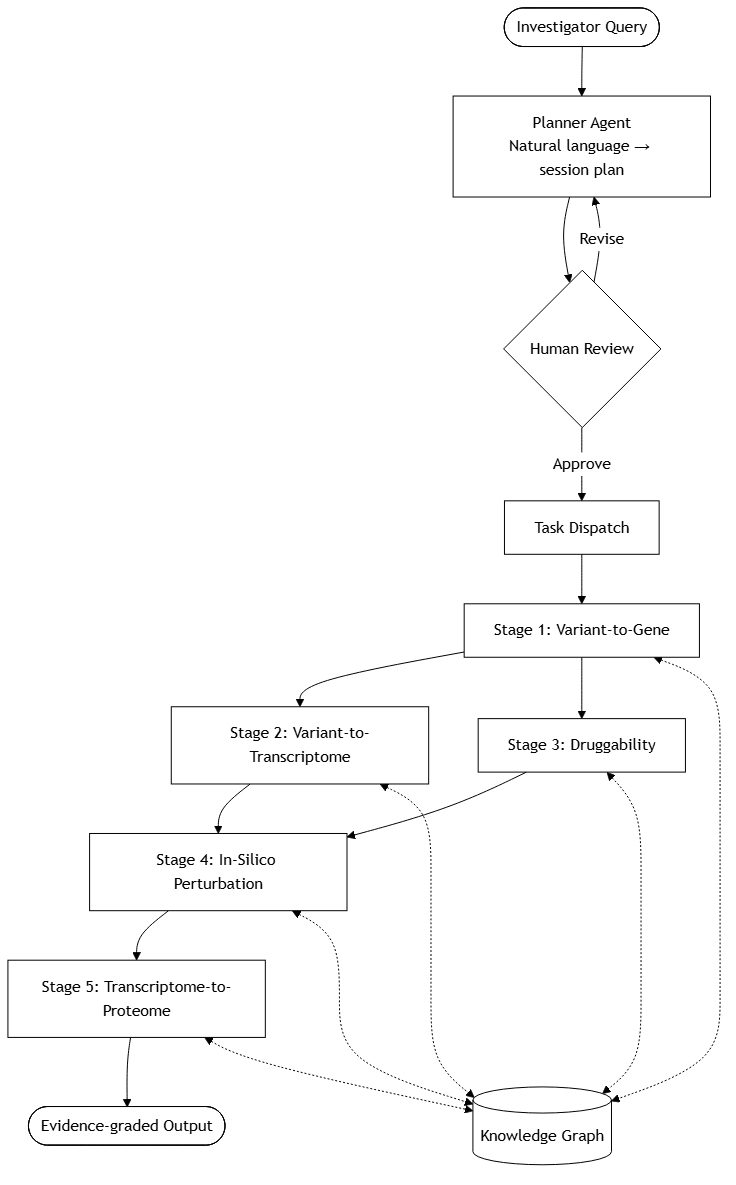 Investigator Query
Planner Agent
Natural language →
session plan
Revise
Human Review
Approve
Task Dispatch
Stage 1: Variant-to-Gene
Stage 2: Variant-to-
Transcriptome
Stage 3: Druggability
Stage 4: In-Silico
Perturbation
Stage 5: Transcriptome-to-
Proteome
Evidence-graded Output
Knowledge Graph